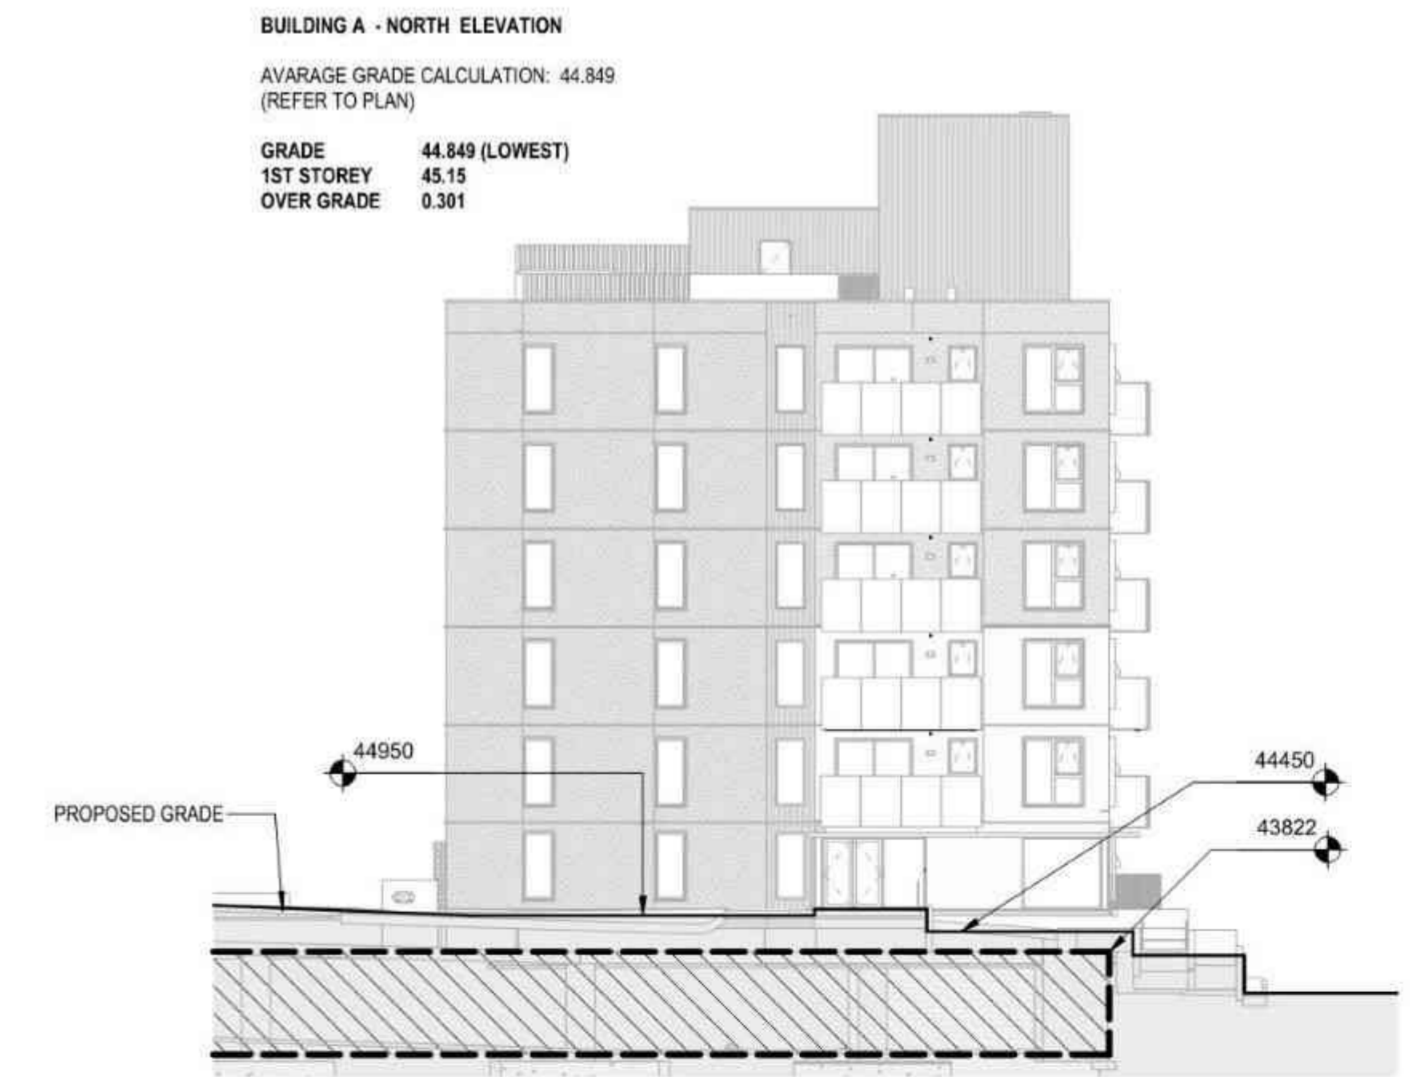 BUILDING A - NORTH ELEVATION
AVARAGE GRADE CALCULATION: 44.849
(REFER TO PLAN)
GRADE 44.849 (LOWEST)
1ST STOREY 45.15
OVER GRADE 0.301
44950
44450
PROPOSED GRADE
43822